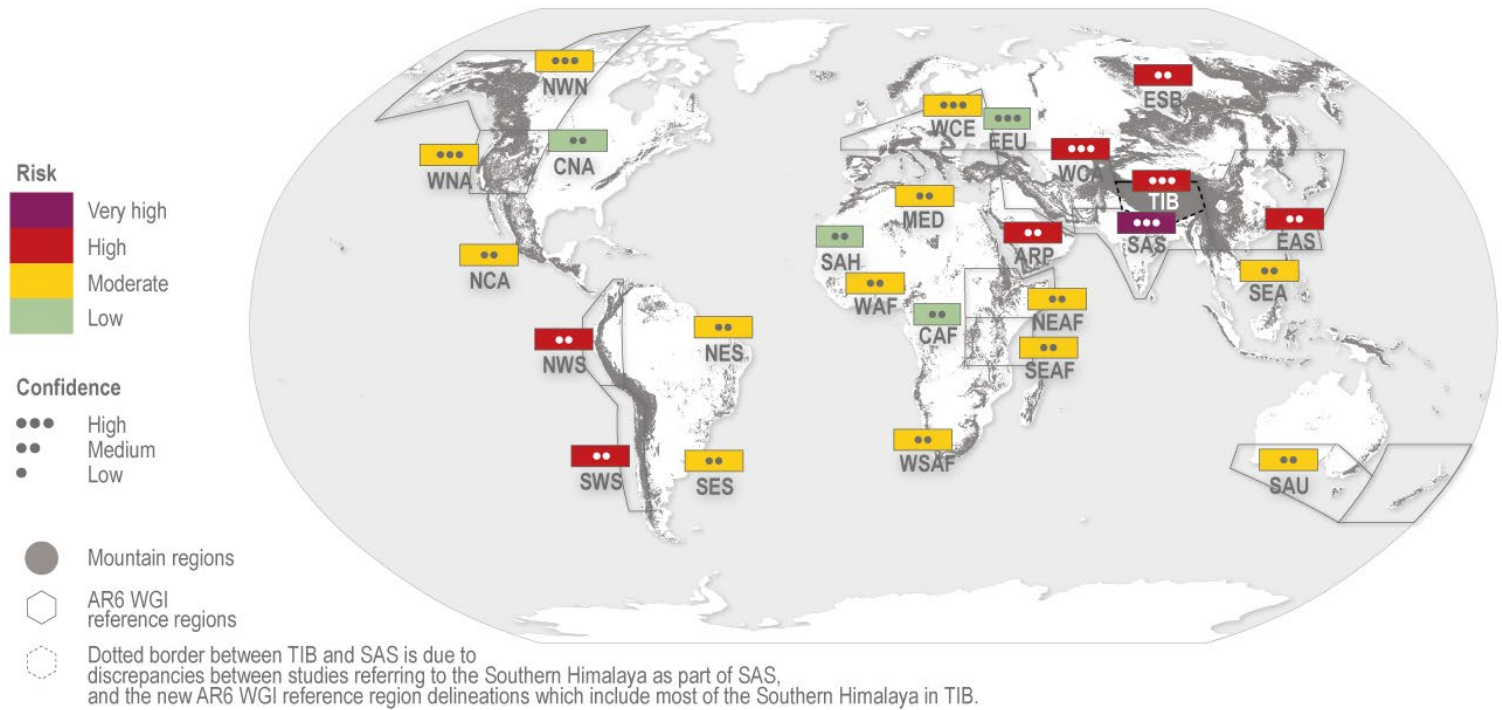 Risk
Very high
High
Moderate
Low
Confidence
High
Medium
Low
Mountain regions
AR6 WGI
reference regions
Dotted border between TIB and SAS is due to
discrepancies between studies referring to the Southern Himalaya as part of SAS,
and the new AR6 WGI reference region delineations which include most of the Southern Himalaya in TIB.
NWN
ESB
WCE
EEU
WNA
CNA
WCA
TIB
MED
SAS
EAS
ARP
SAH
NCA
SEA
WAF
NEAF
CAF
NES
NWS
SEAF
WSAF
SWS
SES
SAU